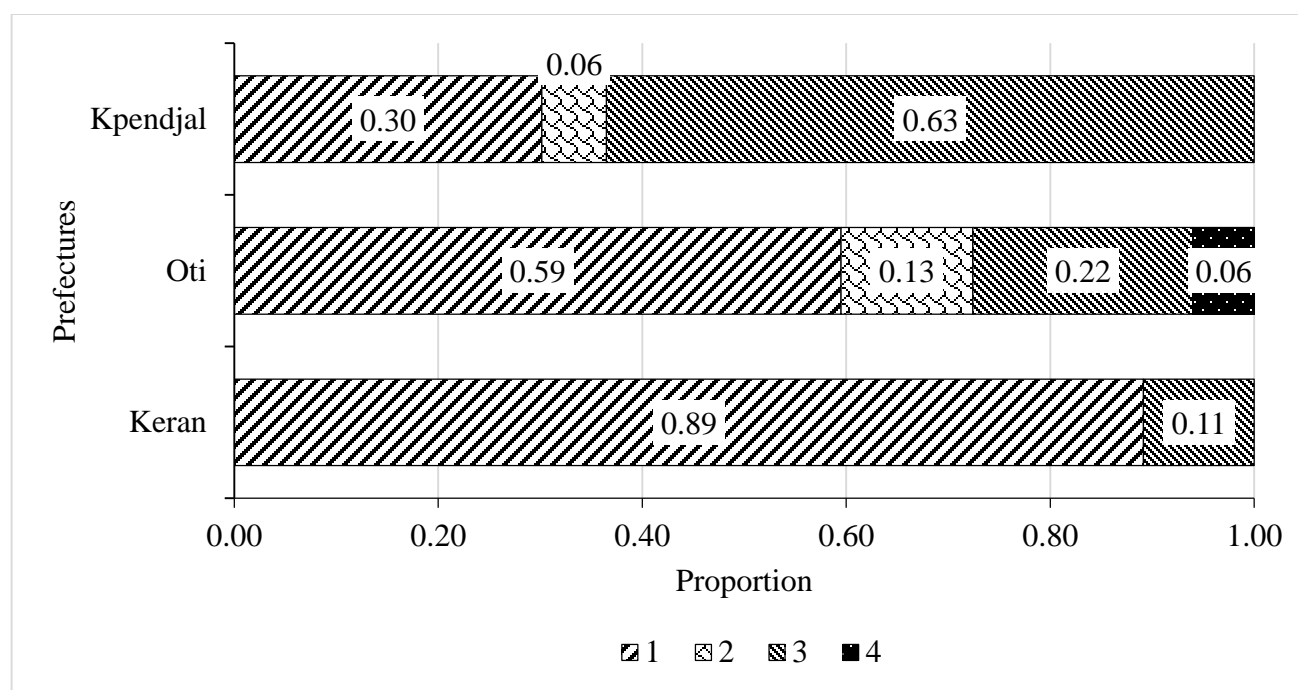 0.06
Kpendjal 0.30 0.63
Oti 0.59 0.13 0.22 0.06
Keran 0.89 0.11
Prefectures
0.00 0.20 0.40 0.60 0.80 1.00
Proportion
1 2 3 4